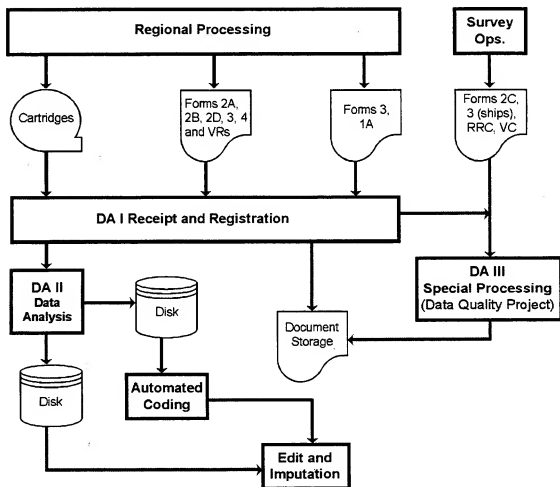 Regional Processing
Survey
Ops.
Cartridges
Forms 2A,
2B, 2D, 3, 4
and VRs
Forms 3,
1A
Forms 2C,
3 (ships),
RRC, VC
DA I Receipt and Registration
DA II
Data
Analysis
Disk
Document
Storage
DA III
Special Processing
(Data Quality Project)
Disk
Automated
Coding
Edit and
Imputation